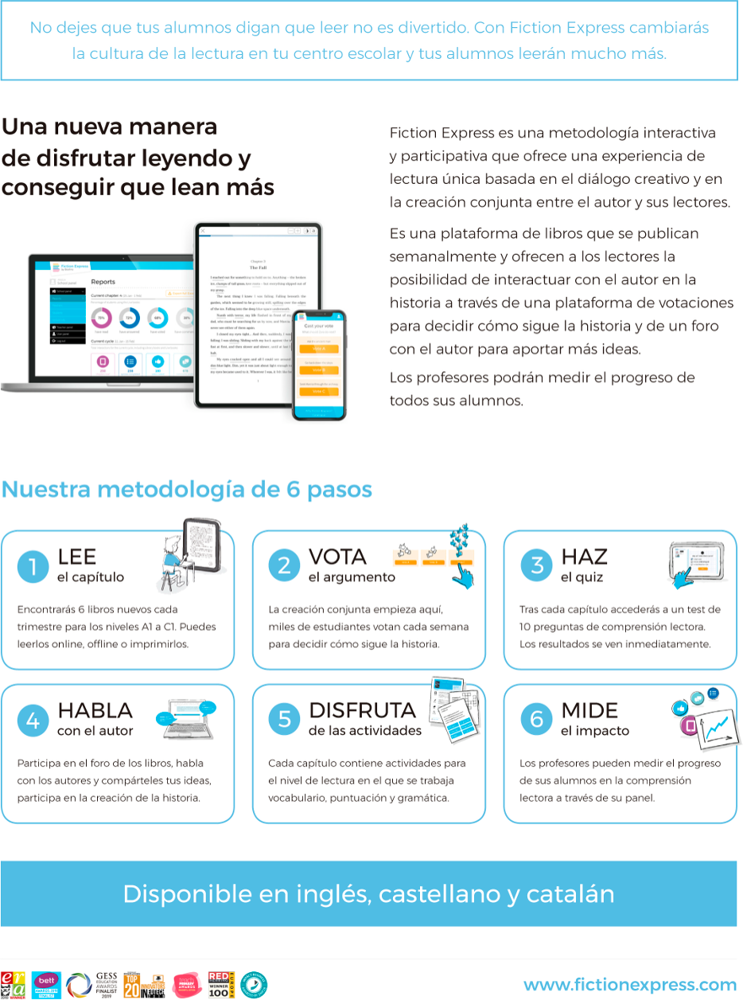 No dejes que tus alumnos digan que leer no es divertido. Con Fiction Express cambiarás
la cultura de la lectura en tu centro escolar y tus alumnos leerán mucho más.
Una nueva manera
de disfrutar leyendo y
conseguir que lean más
Fiction Express es una metodología interactiva
y participativa que ofrece una experiencia de
lectura única basada en el diálogo creativo y en
la creación conjunta entre el autor y sus lectores.
Es una plataforma de libros que se publican
semanalmente y ofrecen a los lectores la
posibilidad de interactuar con el autor en la
historia a través de una plataforma de votaciones
para decidir cómo sigue la historia y de un foro
con el autor para aportar más ideas.
Los profesores podrán medir el progreso de
todos sus alumnos.
Fiction Express
Reports
Current chapter: 4
Current cycle
Chapter 9
The Fall
Cast your vote
Nuestra metodología de 6 pasos
1 LEE
el capítulo
Encontrarás 6 libros nuevos cada
trimestre para los niveles A1 a C1. Puedes
leerlos online, offline o imprimirlos.
2 VOTA
el argumento
La creación conjunta empieza aquí,
miles de estudiantes votan cada semana
para decidir cómo sigue la historia.
3 HAZ
el quiz
Tras cada capítulo accederás a un test de
10 preguntas de comprensión lectora.
Los resultados se ven inmediatamente.
4 HABLA
con el autor
Participa en el foro de los libros, habla
con los autores y compárteles tus ideas,
participa en la creación de la historia.
5 DISFRUTA
de las actividades
Cada capítulo contiene actividades para
el nivel de lectura en el que se trabaja
vocabulario, puntuación y gramática.
6 MIDE
el impacto
Los profesores pueden medir el progreso
de sus alumnos en la comprensión
lectora a través de su panel.
Disponible en inglés, castellano y catalán
era
WINNER
bett
FINALIST
GESS
EDUCATION
AWARDS
FINALIST
2019
TOP
20
INNOVATION
RED
WINNER
100
EUROPE
www.fictionexpress.com